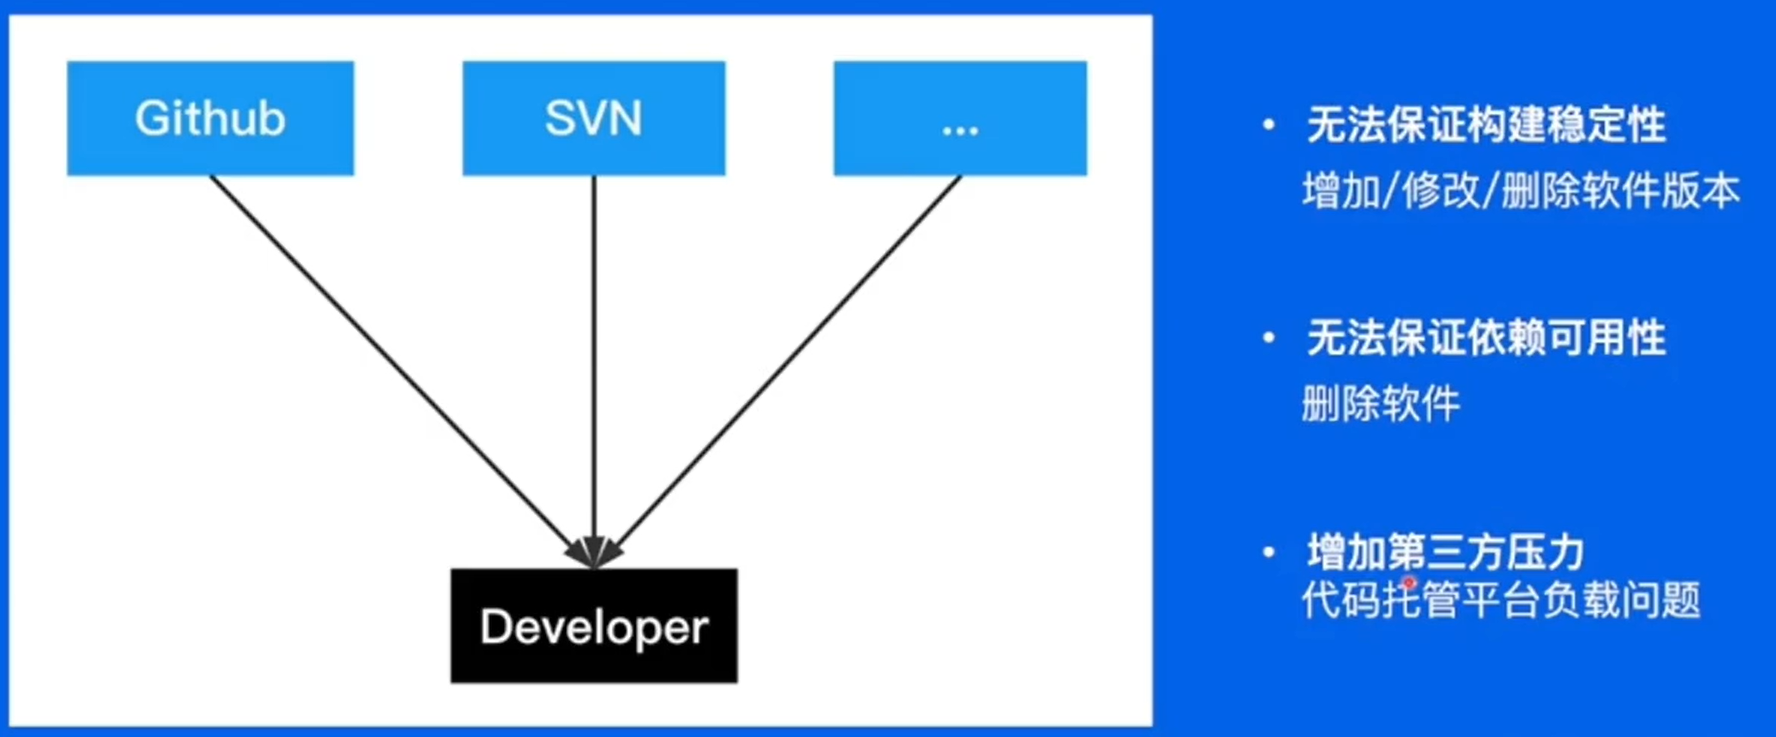 Github
SVN
...
Developer
• 无法保证构建稳定性
增加/修改/删除软件版本
• 无法保证依赖可用性
删除软件
• 增加第三方压力
代码托管平台负载问题